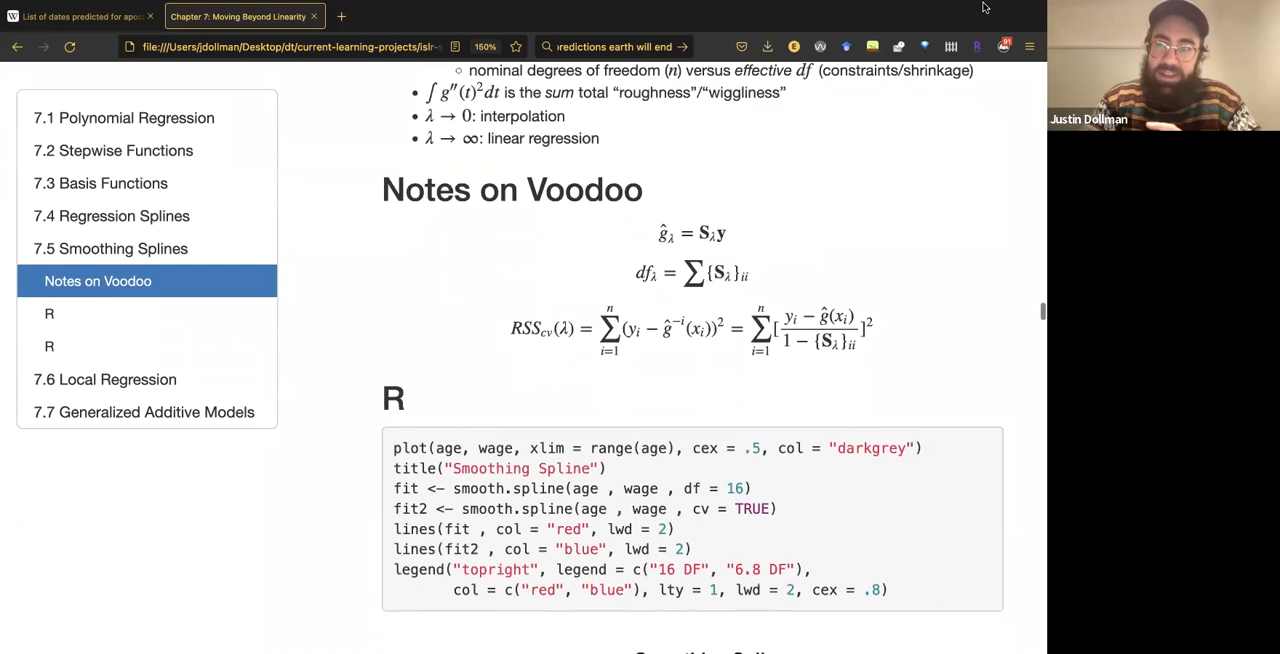 List of dates predicted for apoc
Chapter 7: Moving Beyond Linearity
file:///Users/jdollman/Desktop/dt/current-learning-projects/islr-
150%
redictions earth will end
91
Justin Dollman
7.1 Polynomial Regression
7.2 Stepwise Functions
7.3 Basis Functions
7.4 Regression Splines
7.5 Smoothing Splines
Notes on Voodoo
R
R
7.6 Local Regression
7.7 Generalized Additive Models
nominal degrees of freedom (n) versus effective df (constraints/shrinkage)
∫ g″(t)²dt is the sum total “roughness”/“wiggliness”
λ → 0: interpolation
λ → ∞: linear regression
Notes on Voodoo
ĝ_λ = S_λ y
df_λ = ∑{S_λ}_ii
RSS_cv(λ) = ∑_{i=1}^{n} (y_i − ĝ^{−i}(x_i))² = ∑_{i=1}^{n} [ (y_i − ĝ(x_i)) / (1 − {S_λ}_ii) ]²
R
plot(age, wage, xlim = range(age), cex = .5, col = "darkgrey")
title("Smoothing Spline")
fit <- smooth.spline(age , wage , df = 16)
fit2 <- smooth.spline(age , wage , cv = TRUE)
lines(fit , col = "red", lwd = 2)
lines(fit2 , col = "blue", lwd = 2)
legend("topright", legend = c("16 DF", "6.8 DF"),
col = c("red", "blue"), lty = 1, lwd = 2, cex = .8)